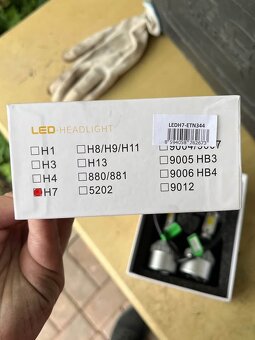 LED-HEADLIGHT
LEDH7-ETN344
H1
H3
H4
H7
H8/H9/H11
H13
880/881
5202
9005 HB3
9006 HB4
9012